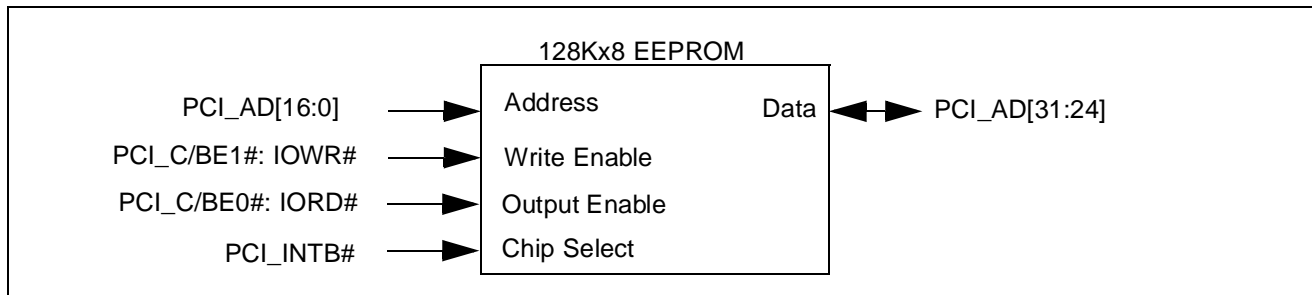 128Kx8 EEPROM
PCI_AD[16:0] Address Data PCI_AD[31:24]
PCI_C/BE1#: IOWR# Write Enable
PCI_C/BE0#: IORD# Output Enable
PCI_INTB# Chip Select